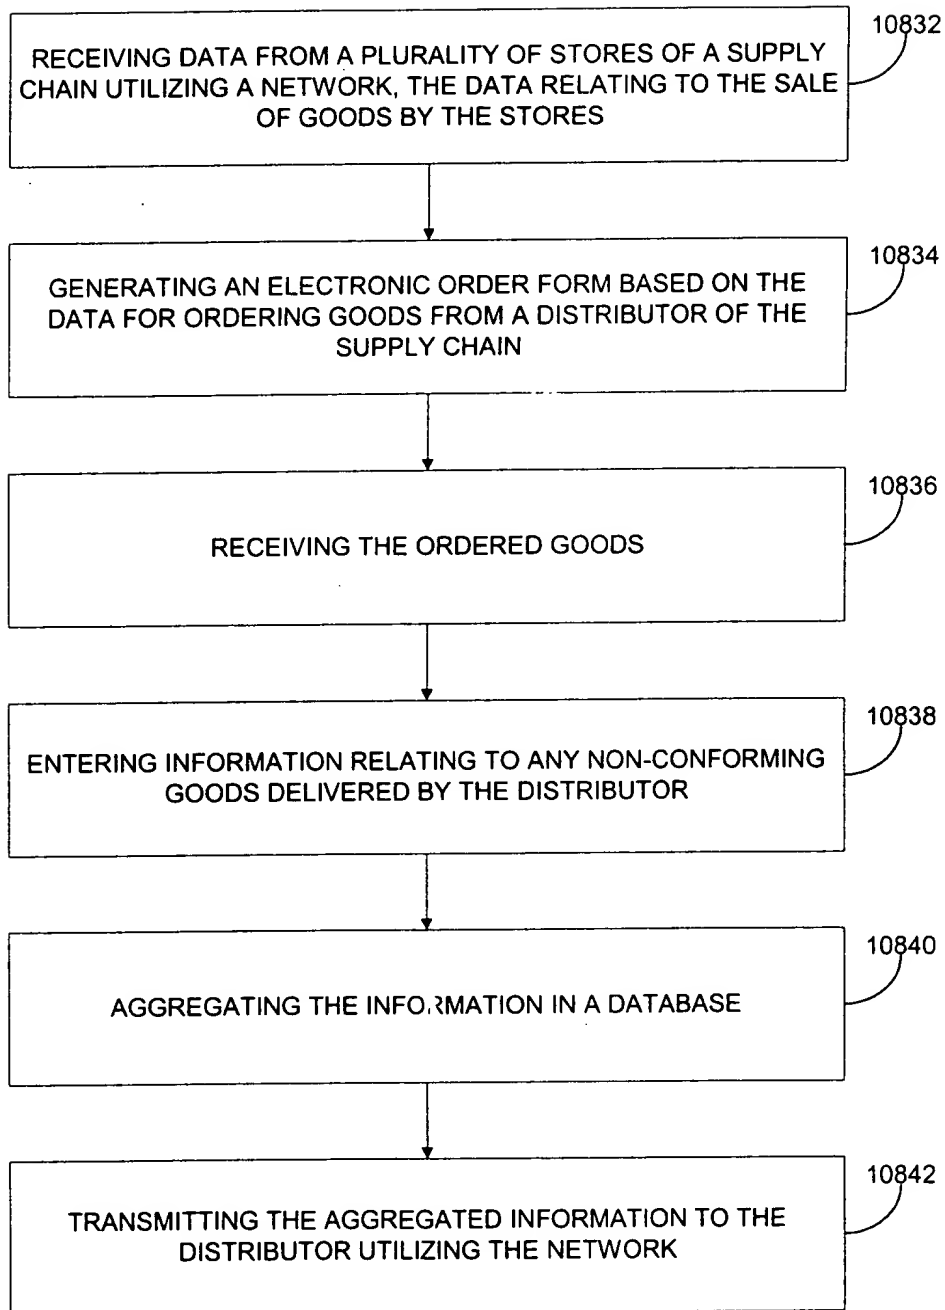 10832
RECEIVING DATA FROM A PLURALITY OF STORES OF A SUPPLY
CHAIN UTILIZING A NETWORK, THE DATA RELATING TO THE SALE
OF GOODS BY THE STORES
10834
GENERATING AN ELECTRONIC ORDER FORM BASED ON THE
DATA FOR ORDERING GOODS FROM A DISTRIBUTOR OF THE
SUPPLY CHAIN
10836
RECEIVING THE ORDERED GOODS
10838
ENTERING INFORMATION RELATING TO ANY NON-CONFORMING
GOODS DELIVERED BY THE DISTRIBUTOR
10840
AGGREGATING THE INFORMATION IN A DATABASE
10842
TRANSMITTING THE AGGREGATED INFORMATION TO THE
DISTRIBUTOR UTILIZING THE NETWORK